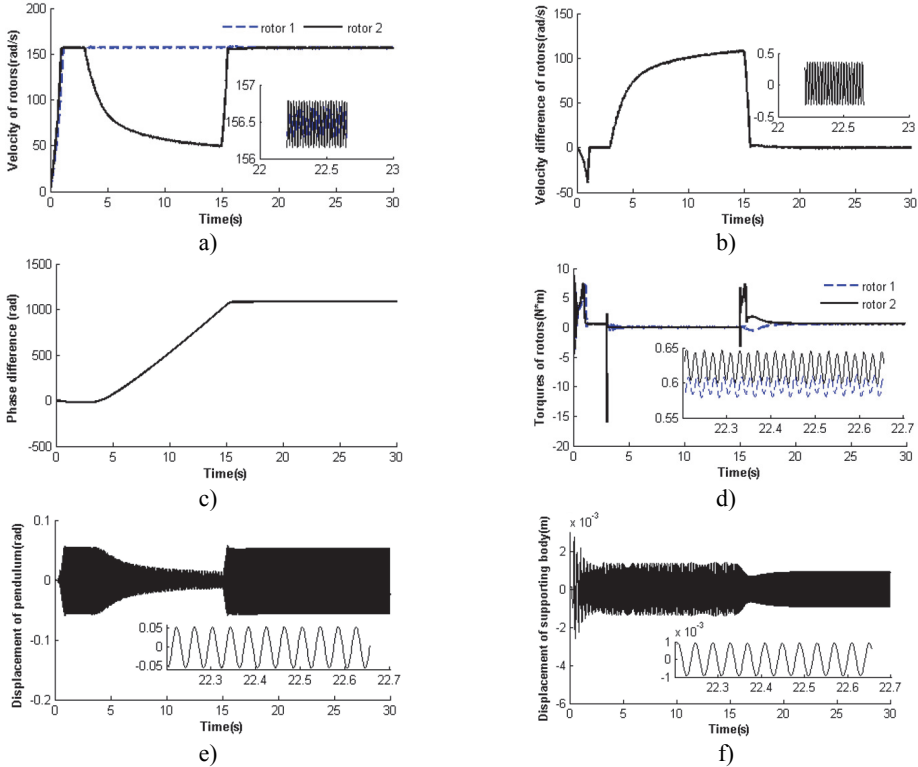 200
150
100
50
0
Velocity of rotors(rad/s)
rotor 1 rotor 2
157
156.5
156
22 22.5 23
0 5 10 15 20 25 30
Time(s)
a)
150
100
50
0
-50
Velocity difference of rotors(rad/s)
0.5
0
-0.5
22 22.5 23
0 5 10 15 20 25 30
Time(s)
b)
1500
1000
500
0
-500
Phase difference (rad)
0 5 10 15 20 25 30
Time(s)
c)
10
5
0
-5
-10
-15
-20
Torqrues of rotors(N*m)
rotor 1
rotor 2
0.65
0.6
0.55
22.3 22.4 22.5 22.6 22.7
0 5 10 15 20 25 30
Time(s)
d)
0.1
0
-0.1
-0.2
Displacement of pendulum(rad)
0.05
0
-0.05
22.3 22.4 22.5 22.6 22.7
0 5 10 15 20 25 30
Time(s)
e)
x 10⁻³
4
2
0
-2
-4
-6
Displacement of supporting body(m)
x 10⁻³
1
0
-1
22.3 22.4 22.5 22.6 22.7
0 5 10 15 20 25 30
Time(s)
f)